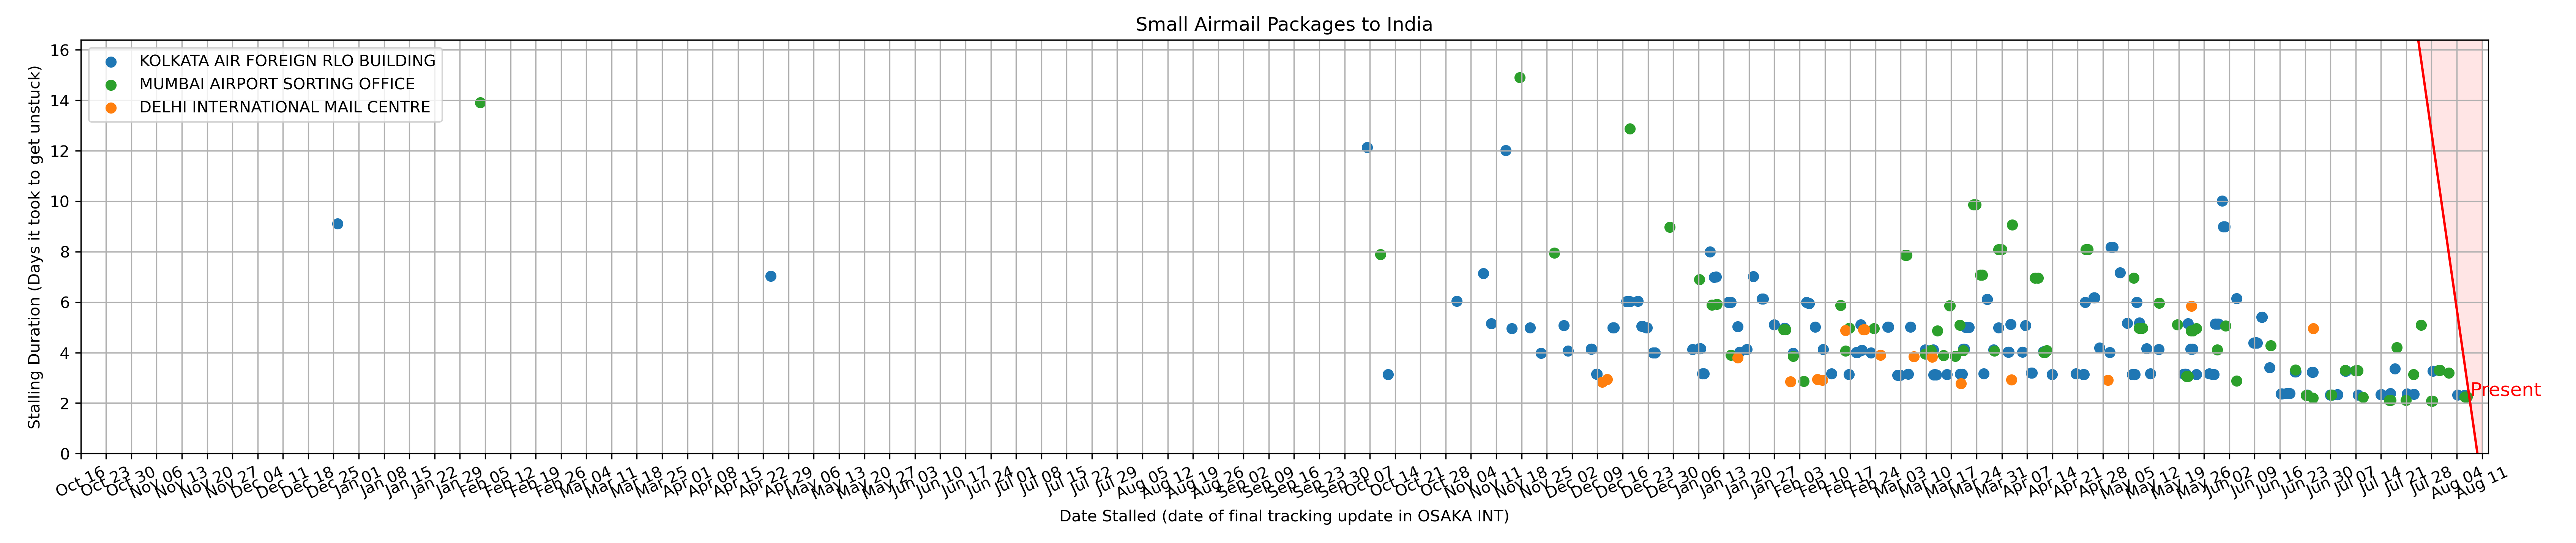 Small Airmail Packages to India
KOLKATA AIR FOREIGN RLO BUILDING
MUMBAI AIRPORT SORTING OFFICE
DELHI INTERNATIONAL MAIL CENTRE
Stalling Duration (Days it took to get unstuck)
16
14
12
10
8
6
4
2
0
Present
Oct 16
Oct 23
Oct 30
Nov 06
Nov 13
Nov 20
Nov 27
Dec 04
Dec 11
Dec 18
Dec 25
Jan 01
Jan 08
Jan 15
Jan 22
Jan 29
Feb 05
Feb 12
Feb 19
Feb 26
Mar 04
Mar 11
Mar 18
Mar 25
Apr 01
Apr 08
Apr 15
Apr 22
Apr 29
May 06
May 13
May 20
May 27
Jun 03
Jun 10
Jun 17
Jun 24
Jul 01
Jul 08
Jul 15
Jul 22
Jul 29
Aug 05
Aug 12
Aug 19
Aug 26
Sep 02
Sep 09
Sep 16
Sep 23
Sep 30
Oct 07
Oct 14
Oct 21
Oct 28
Nov 04
Nov 11
Nov 18
Nov 25
Dec 02
Dec 09
Dec 16
Dec 23
Dec 30
Jan 06
Jan 13
Jan 20
Jan 27
Feb 03
Feb 10
Feb 17
Feb 24
Mar 03
Mar 10
Mar 17
Mar 24
Mar 31
Apr 07
Apr 14
Apr 21
Apr 28
May 05
May 12
May 19
May 26
Jun 02
Jun 09
Jun 16
Jun 23
Jun 30
Jul 07
Jul 14
Jul 21
Jul 28
Aug 04
Aug 11
Date Stalled (date of final tracking update in OSAKA INT)